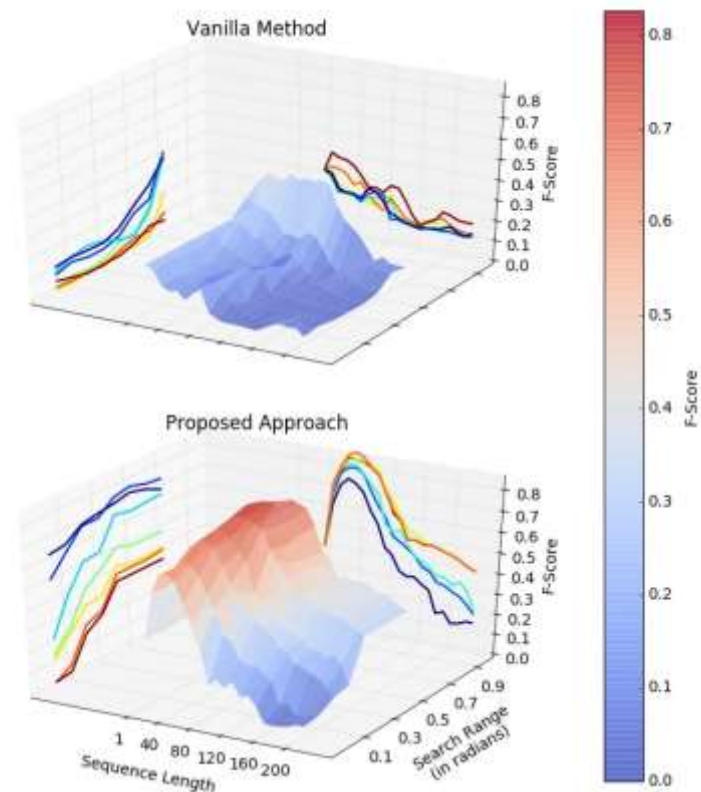 Vanilla Method
0.8
0.7
0.6
0.5
0.4
0.3
0.2
0.1
0.0
F-Score
Proposed Approach
0.8
0.7
0.6
0.5
0.4
0.3
0.2
0.1
0.0
F-Score
1 40 80 120 160 200
Sequence Length
0.1 0.3 0.5 0.7 0.9
Search Range
(in radians)
0.8
0.7
0.6
0.5
0.4
0.3
0.2
0.1
0.0
F-Score